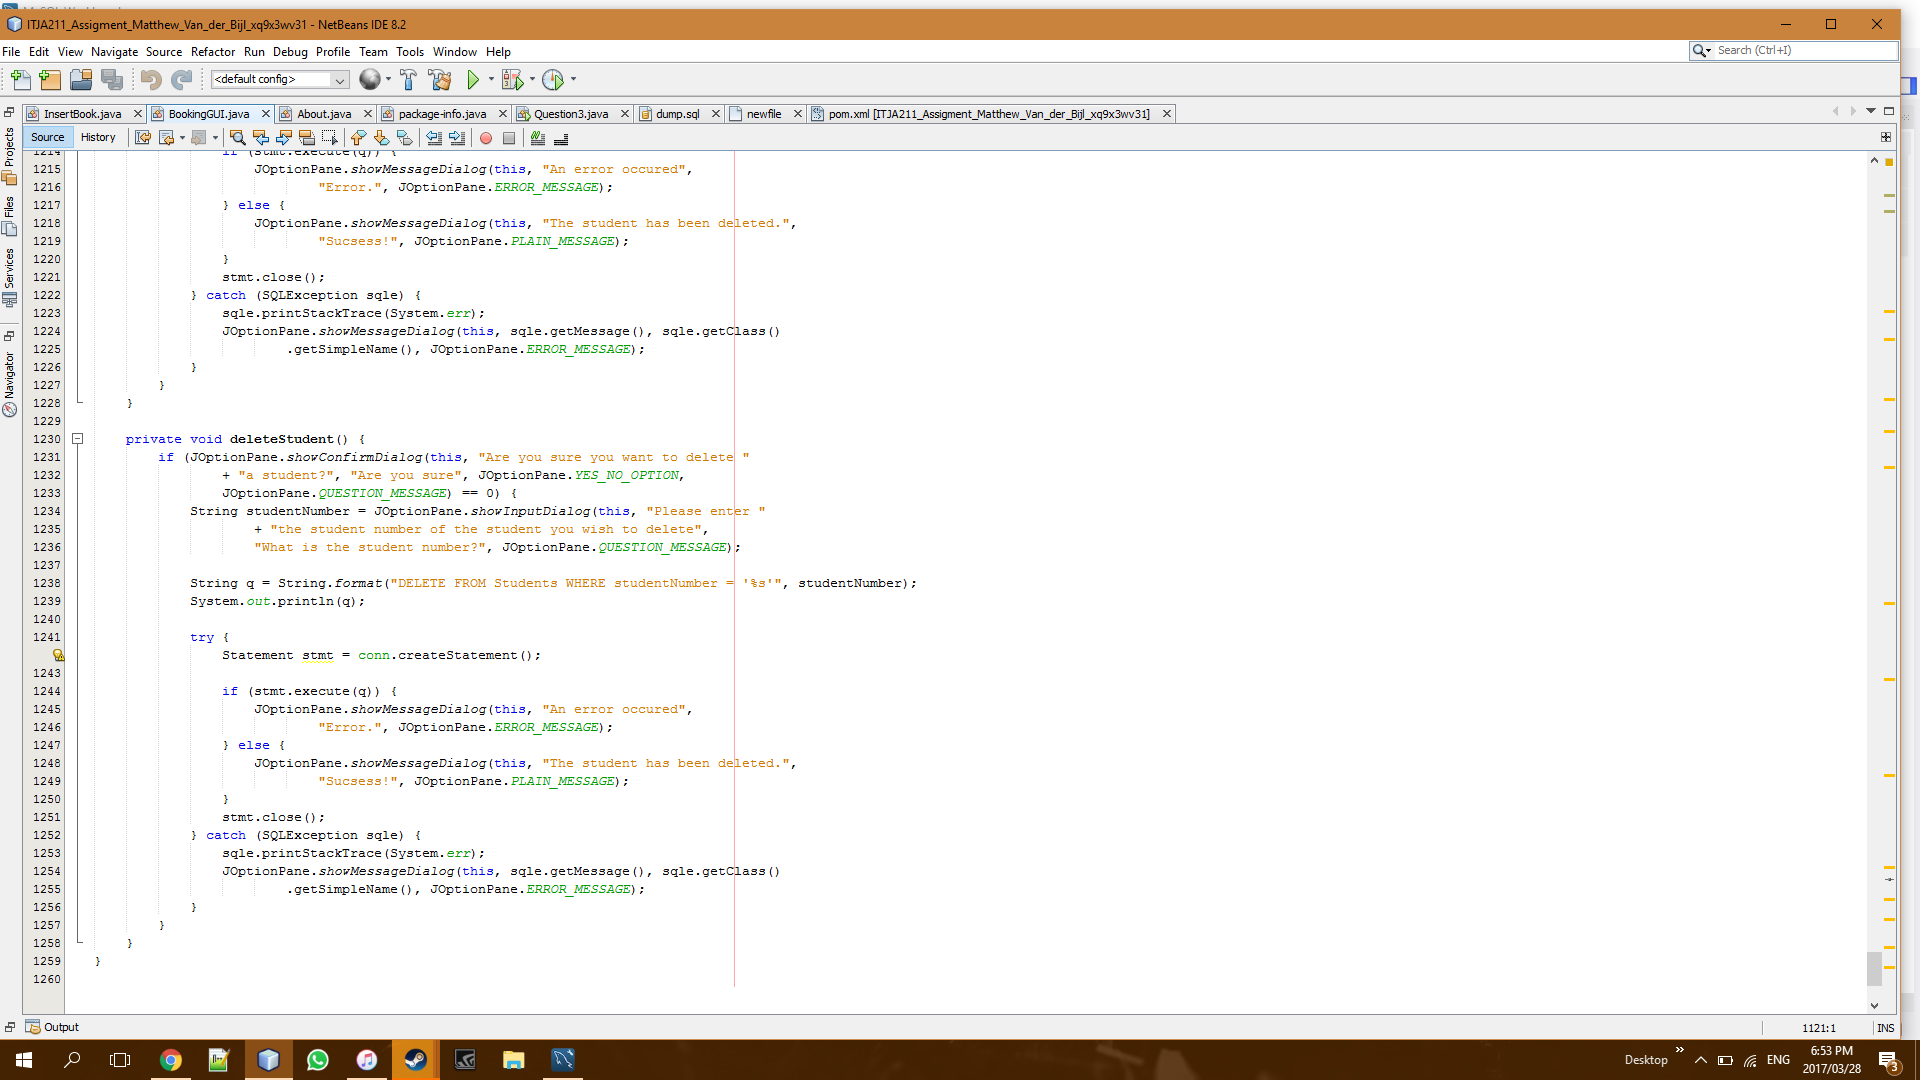 ITJA211_Assigment_Matthew_Van_der_Bijl_xq9x3wv31 - NetBeans IDE 8.2
File Edit View Navigate Source Refactor Run Debug Profile Team Tools Window Help
Search (Ctrl+I)
<default config>
InsertBook.java BookingGUI.java About.java package-info.java Question3.java dump.sql newfile pom.xml [ITJA211_Assigment_Matthew_Van_der_Bijl_xq9x3wv31]
Source History
Projects
Files
Services
Navigator
1214 if (stmt.execute(q)) {
1215 JOptionPane.showMessageDialog(this, "An error occured",
1216 "Error.", JOptionPane.ERROR_MESSAGE);
1217 } else {
1218 JOptionPane.showMessageDialog(this, "The student has been deleted.",
1219 "Sucsess!", JOptionPane.PLAIN_MESSAGE);
1220 }
1221 stmt.close();
1222 } catch (SQLException sqle) {
1223 sqle.printStackTrace(System.err);
1224 JOptionPane.showMessageDialog(this, sqle.getMessage(), sqle.getClass()
1225 .getSimpleName(), JOptionPane.ERROR_MESSAGE);
1226 }
1227 }
1228 }
1229
1230 private void deleteStudent() {
1231 if (JOptionPane.showConfirmDialog(this, "Are you sure you want to delete "
1232 + "a student?", "Are you sure", JOptionPane.YES_NO_OPTION,
1233 JOptionPane.QUESTION_MESSAGE) == 0) {
1234 String studentNumber = JOptionPane.showInputDialog(this, "Please enter "
1235 + "the student number of the student you wish to delete",
1236 "What is the student number?", JOptionPane.QUESTION_MESSAGE);
1237
1238 String q = String.format("DELETE FROM Students WHERE studentNumber = '%s'", studentNumber);
1239 System.out.println(q);
1240
1241 try {
Statement stmt = conn.createStatement();
1243
1244 if (stmt.execute(q)) {
1245 JOptionPane.showMessageDialog(this, "An error occured",
1246 "Error.", JOptionPane.ERROR_MESSAGE);
1247 } else {
1248 JOptionPane.showMessageDialog(this, "The student has been deleted.",
1249 "Sucsess!", JOptionPane.PLAIN_MESSAGE);
1250 }
1251 stmt.close();
1252 } catch (SQLException sqle) {
1253 sqle.printStackTrace(System.err);
1254 JOptionPane.showMessageDialog(this, sqle.getMessage(), sqle.getClass()
1255 .getSimpleName(), JOptionPane.ERROR_MESSAGE);
1256 }
1257 }
1258 }
1259 }
1260
Output
1121:1 INS
Desktop ENG 6:53 PM
2017/03/28 3